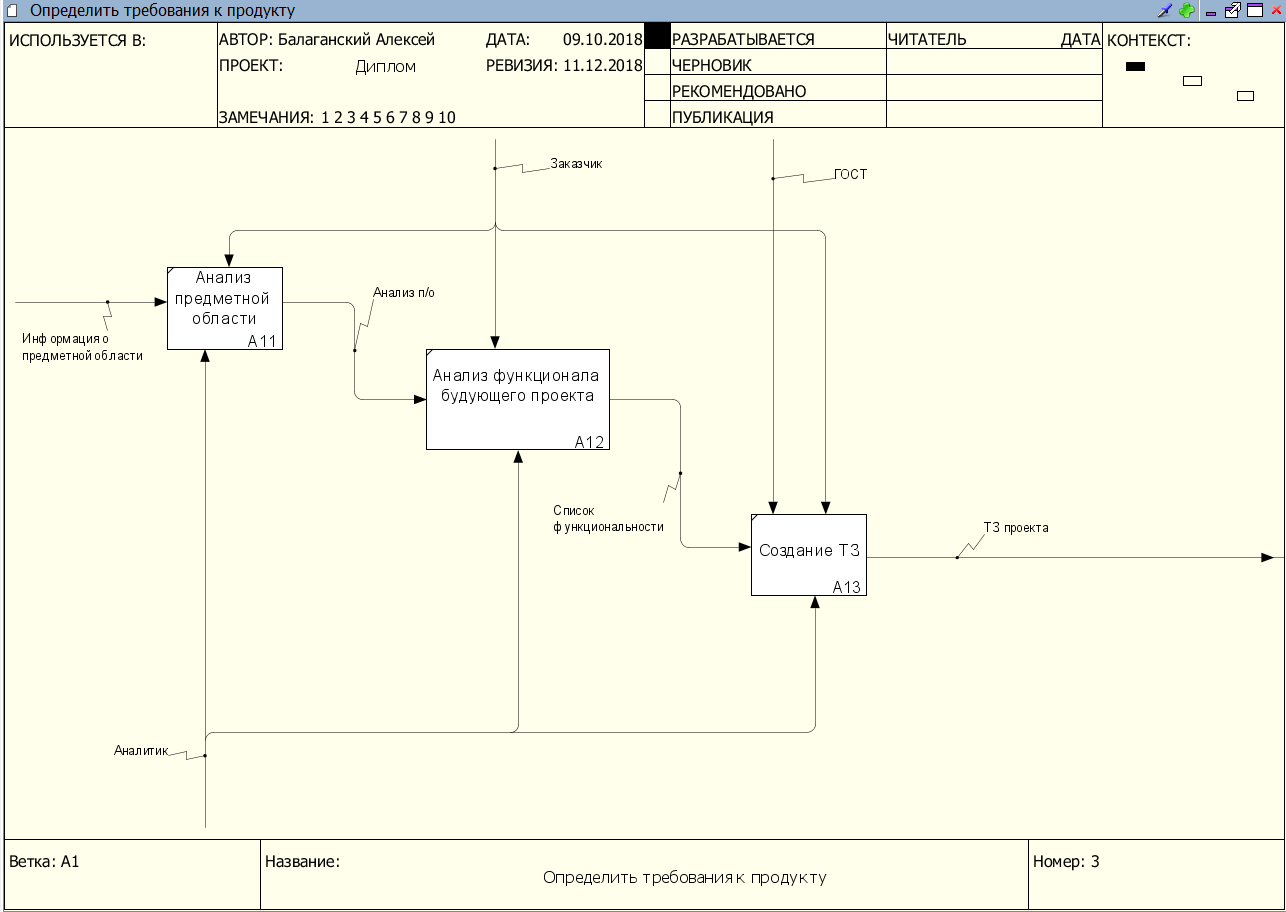 Определить требования к продукту
ИСПОЛЬЗУЕТСЯ В:
АВТОР: Балаганский Алексей
ДАТА: 09.10.2018
ПРОЕКТ: Диплом
РЕВИЗИЯ: 11.12.2018
ЗАМЕЧАНИЯ: 1 2 3 4 5 6 7 8 9 10
РАЗРАБАТЫВАЕТСЯ
ЧЕРНОВИК
РЕКОМЕНДОВАНО
ПУБЛИКАЦИЯ
ЧИТАТЕЛЬ
ДАТА
КОНТЕКСТ:
Заказчик
ГОСТ
Анализ
предметной
области
A11
Информация о
предметной области
Анализ п/о
Анализ функционала
будующего проекта
A12
Список
функциональности
Создание ТЗ
A13
ТЗ проекта
Аналитик
Ветка: A1
Название:
Определить требования к продукту
Номер: 3